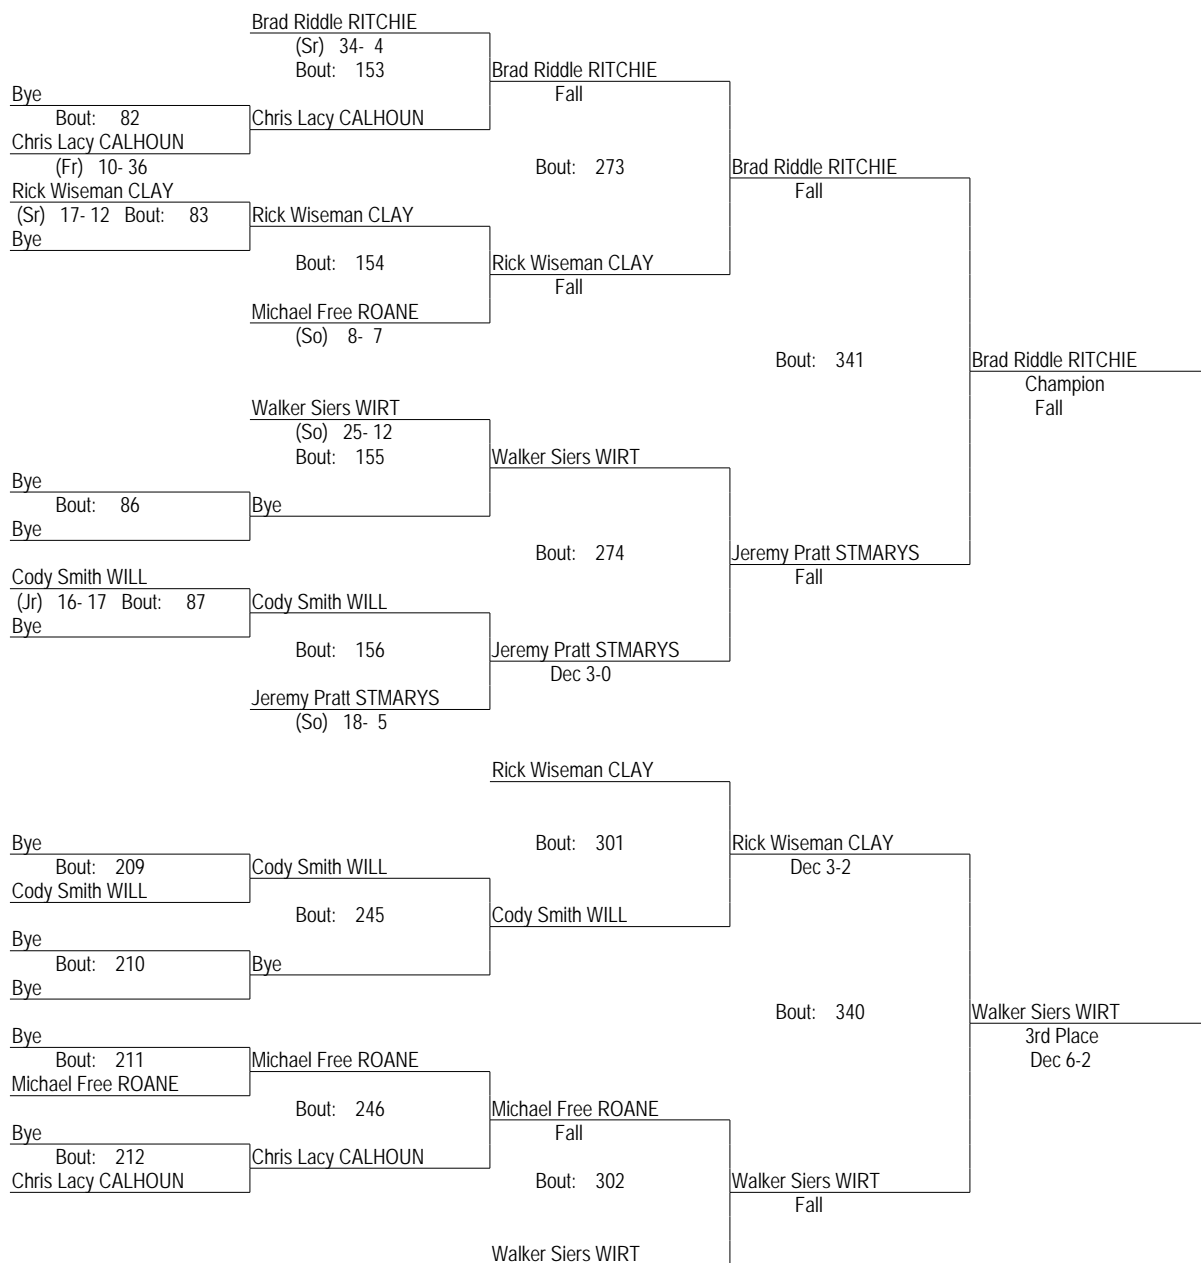 Brad Riddle RITCHIE
(Sr) 34- 4
Bout: 153
Brad Riddle RITCHIE
Fall
Bye
Bout: 82
Chris Lacy CALHOUN
Chris Lacy CALHOUN
(Fr) 10- 36
Bout: 273
Brad Riddle RITCHIE
Fall
Rick Wiseman CLAY
(Sr) 17- 12 Bout: 83
Rick Wiseman CLAY
Bye
Bout: 154
Rick Wiseman CLAY
Fall
Michael Free ROANE
(So) 8- 7
Bout: 341
Brad Riddle RITCHIE
Champion
Fall
Walker Siers WIRT
(So) 25- 12
Bout: 155
Walker Siers WIRT
Bye
Bout: 86
Bye
Bye
Bout: 274
Jeremy Pratt STMARYS
Fall
Cody Smith WILL
(Jr) 16- 17 Bout: 87
Cody Smith WILL
Bye
Bout: 156
Jeremy Pratt STMARYS
Dec 3-0
Jeremy Pratt STMARYS
(So) 18- 5
Rick Wiseman CLAY
Bye
Bout: 209
Cody Smith WILL
Cody Smith WILL
Bout: 301
Rick Wiseman CLAY
Dec 3-2
Bout: 245
Cody Smith WILL
Bye
Bout: 210
Bye
Bye
Bout: 340
Walker Siers WIRT
3rd Place
Dec 6-2
Bye
Bout: 211
Michael Free ROANE
Michael Free ROANE
Bout: 246
Michael Free ROANE
Fall
Bye
Bout: 212
Chris Lacy CALHOUN
Chris Lacy CALHOUN
Bout: 302
Walker Siers WIRT
Fall
Walker Siers WIRT